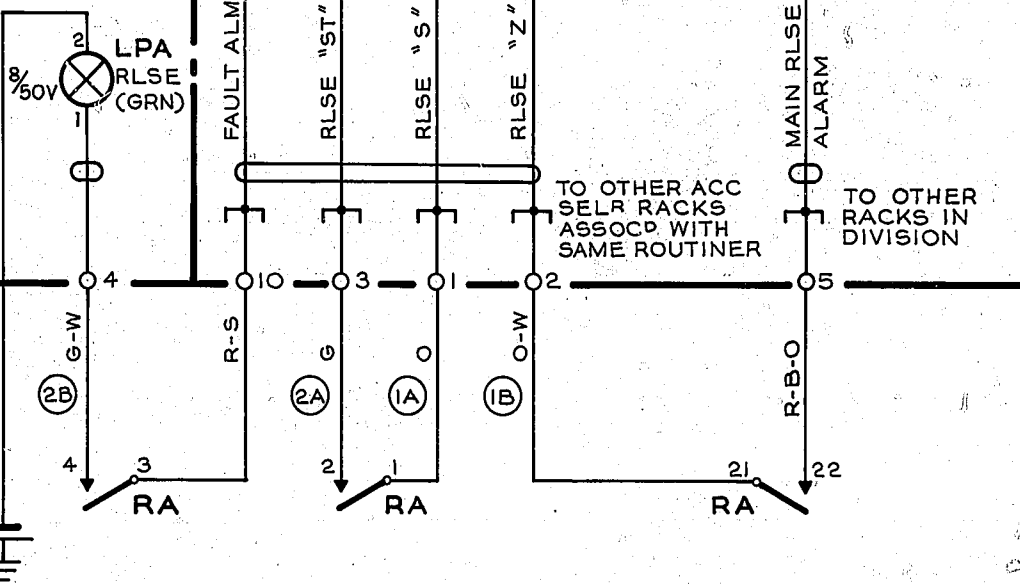 2
LPA
RLSE
(GRN)
8/50V
1
FAULT ALM
RLSE "ST"
RLSE "S"
RLSE "Z"
MAIN RLSE
ALARM
TO OTHER ACC
SELR RACKS
ASSOCD WITH
SAME ROUTINER
TO OTHER
RACKS IN
DIVISION
4
10
3
1
2
5
G-W
R-S
G
O
O-W
R-B-O
2B
2A
1A
1B
4
3
2
1
21
22
RA
RA
RA